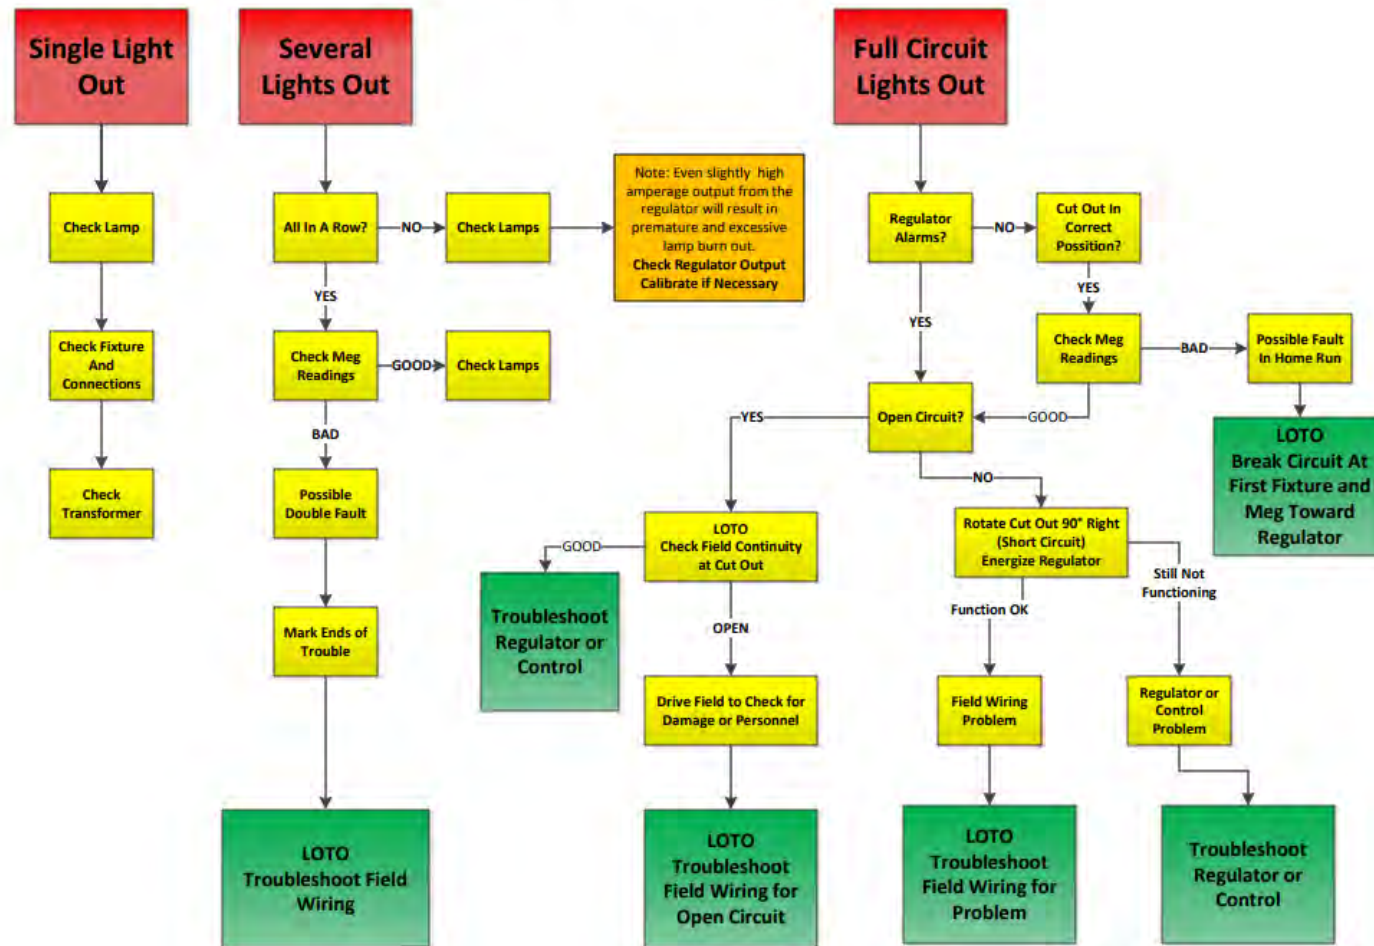 Single Light
Out
Several
Lights Out
Full Circuit
Lights Out
Check Lamp
All In A Row?
NO
Check Lamps
Note: Even slightly high
amperage output from the
regulator will result in
premature and excessive
lamp burn out.
Check Regulator Output
Calibrate if Necessary
Regulator
Alarms?
NO
Cut Out In
Correct
Possition?
YES
YES
YES
Check Fixture
And
Connections
Check Meg
Readings
GOOD
Check Lamps
Check Meg
Readings
BAD
Possible Fault
In Home Run
BAD
YES
Open Circuit?
GOOD
LOTO
Break Circuit At
First Fixture and
Meg Toward
Regulator
Check
Transformer
Possible
Double Fault
NO
LOTO
Check Field Continuity
at Cut Out
GOOD
Rotate Cut Out 90° Right
(Short Circuit)
Energize Regulator
Still Not
Functioning
Troubleshoot
Regulator or
Control
OPEN
Function OK
Mark Ends of
Trouble
Drive Field to Check for
Damage or Personnel
Field Wiring
Problem
Regulator or
Control
Problem
LOTO
Troubleshoot Field
Wiring
LOTO
Troubleshoot
Field Wiring for
Open Circuit
LOTO
Troubleshoot
Field Wiring for
Problem
Troubleshoot
Regulator or
Control